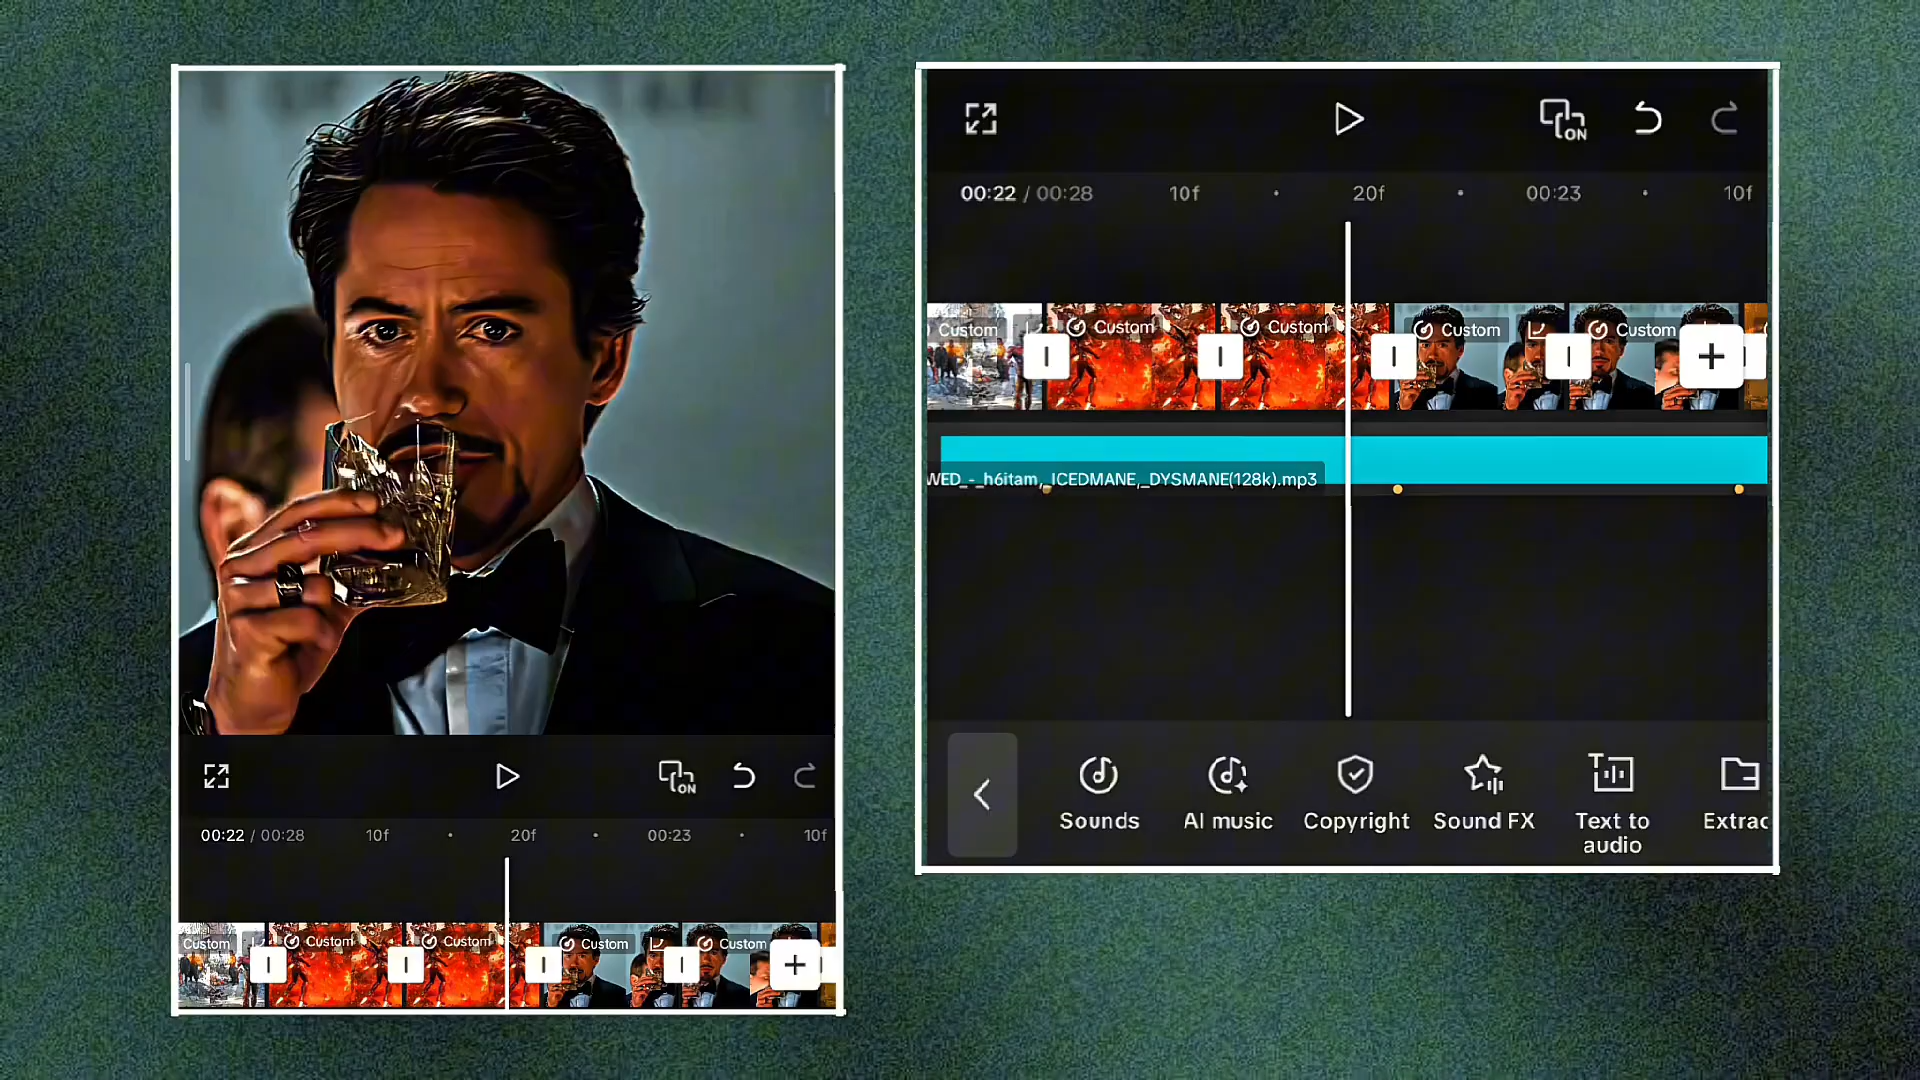 ON
00:22 / 00:28 10f 20f 00:23 10f
Custom Custom Custom Custom Custom
ON
00:22 / 00:28 10f 20f 00:23 10f
Custom Custom Custom Custom Custom
WED_-_h6itam,_ICEDMANE,_DYSMANE(128k).mp3
Sounds AI music Copyright Sound FX Text to audio Extrac